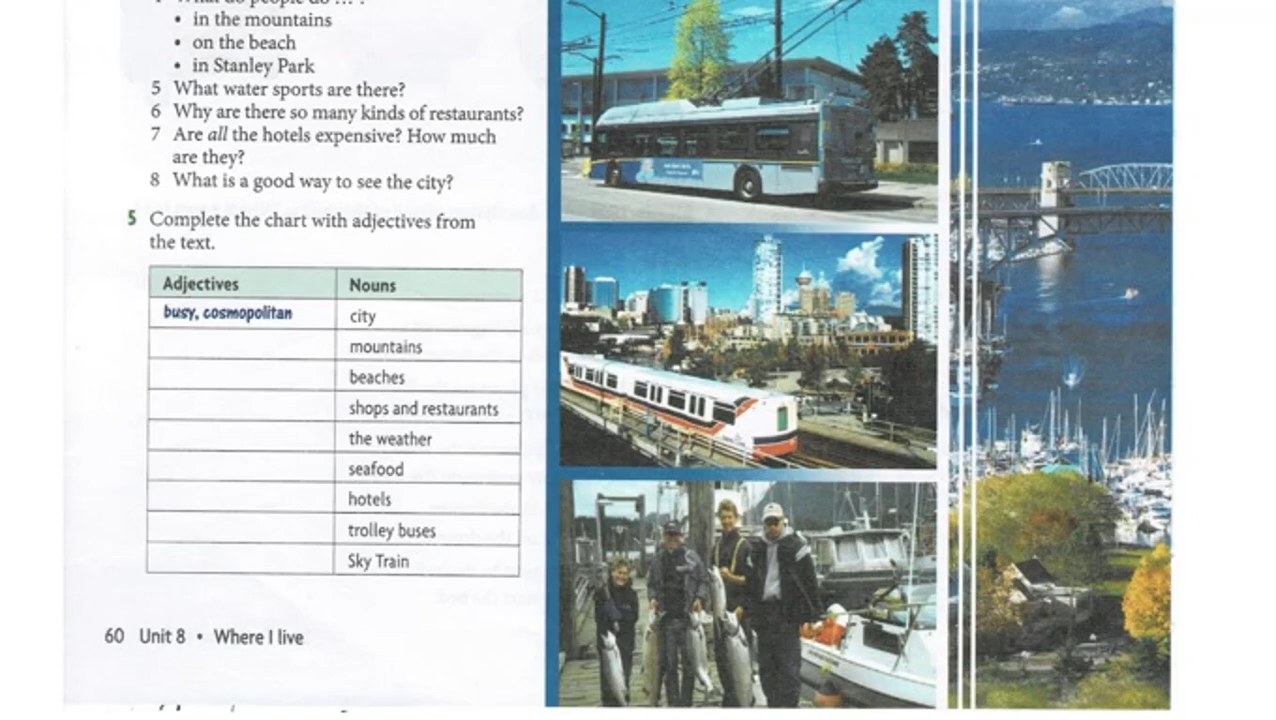 • in the mountains
• on the beach
• in Stanley Park
5 What water sports are there?
6 Why are there so many kinds of restaurants?
7 Are all the hotels expensive? How much
are they?
8 What is a good way to see the city?
5 Complete the chart with adjectives from
the text.
Adjectives Nouns
busy, cosmopolitan city
mountains
beaches
shops and restaurants
the weather
seafood
hotels
trolley buses
Sky Train
60 Unit 8 • Where I live